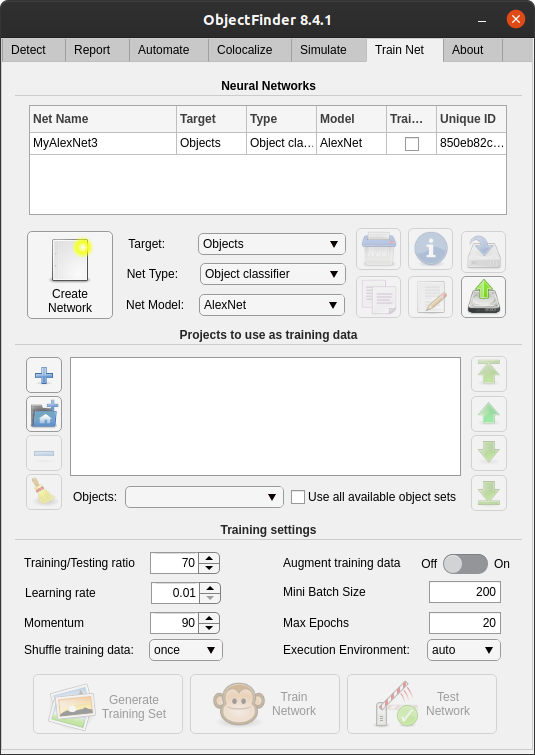 ObjectFinder 8.4.1
Detect Report Automate Colocalize Simulate Train Net About
Neural Networks
Net Name Target Type Model Trai... Unique ID
MyAlexNet3 Objects Object cla... AlexNet 850eb82c...
Create
Network
Target: Objects
Net Type: Object classifier
Net Model: AlexNet
Projects to use as training data
Objects: Use all available object sets
Training settings
Training/Testing ratio 70 Augment training data Off On
Learning rate 0.01 Mini Batch Size 200
Momentum 90 Max Epochs 20
Shuffle training data: once Execution Environment: auto
Generate
Training Set
Train
Network
Test
Network